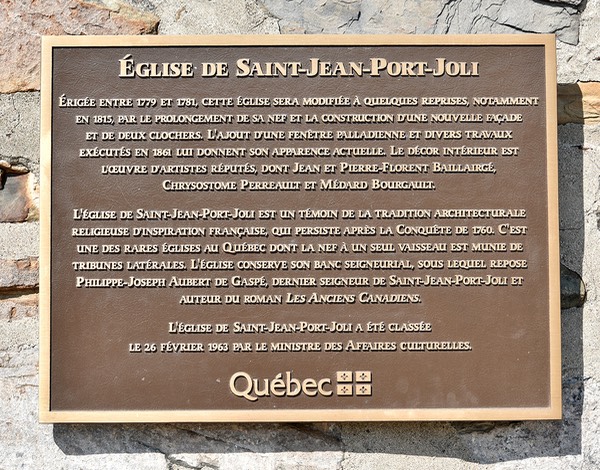 Église de Saint-Jean-Port-Joli
Érigée entre 1779 et 1781, cette église sera modifiée à quelques reprises, notamment
en 1815, par le prolongement de sa nef et la construction d'une nouvelle façade
et de deux clochers. L'ajout d'une fenêtre palladienne et divers travaux
exécutés en 1861 lui donnent son apparence actuelle. Le décor intérieur est
l'œuvre d'artistes réputés, dont Jean et Pierre-Florent Baillairgé,
Chrysostome Perreault et Médard Bourgault.
L'église de Saint-Jean-Port-Joli est un témoin de la tradition architecturale
religieuse d'inspiration française, qui persiste après la Conquête de 1760. C'est
une des rares églises au Québec dont la nef à un seul vaisseau est munie de
tribunes latérales. L'église conserve son banc seigneurial, sous lequel repose
Philippe-Joseph Aubert de Gaspé, dernier seigneur de Saint-Jean-Port-Joli et
auteur du roman Les Anciens Canadiens.
L'église de Saint-Jean-Port-Joli a été classée
le 26 février 1963 par le ministre des Affaires culturelles.
Québec